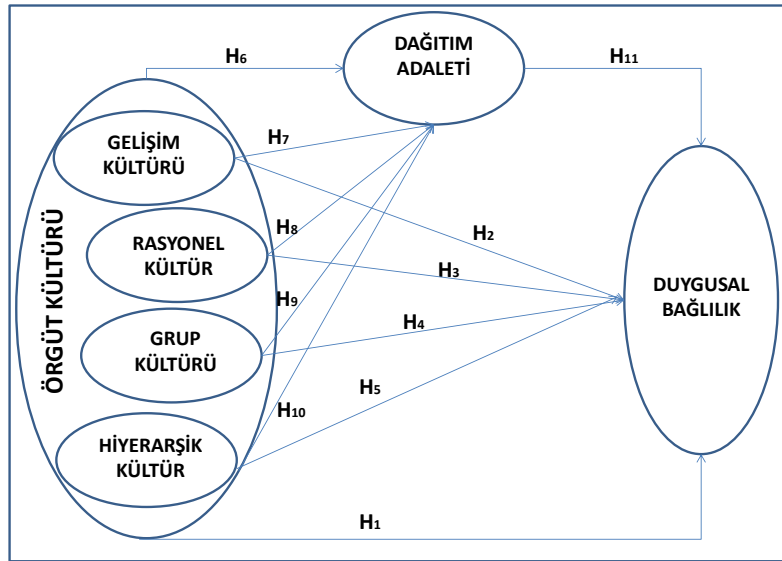 DAĞITIM
ADALETİ
H6
H11
H7
GELİŞİM
KÜLTÜRÜ
ÖRGÜT KÜLTÜRÜ
H8
H2
RASYONEL
KÜLTÜR
H3
DUYGUSAL
BAĞLILIK
H9
H4
GRUP
KÜLTÜRÜ
H5
H10
HİYERARŞİK
KÜLTÜR
H1